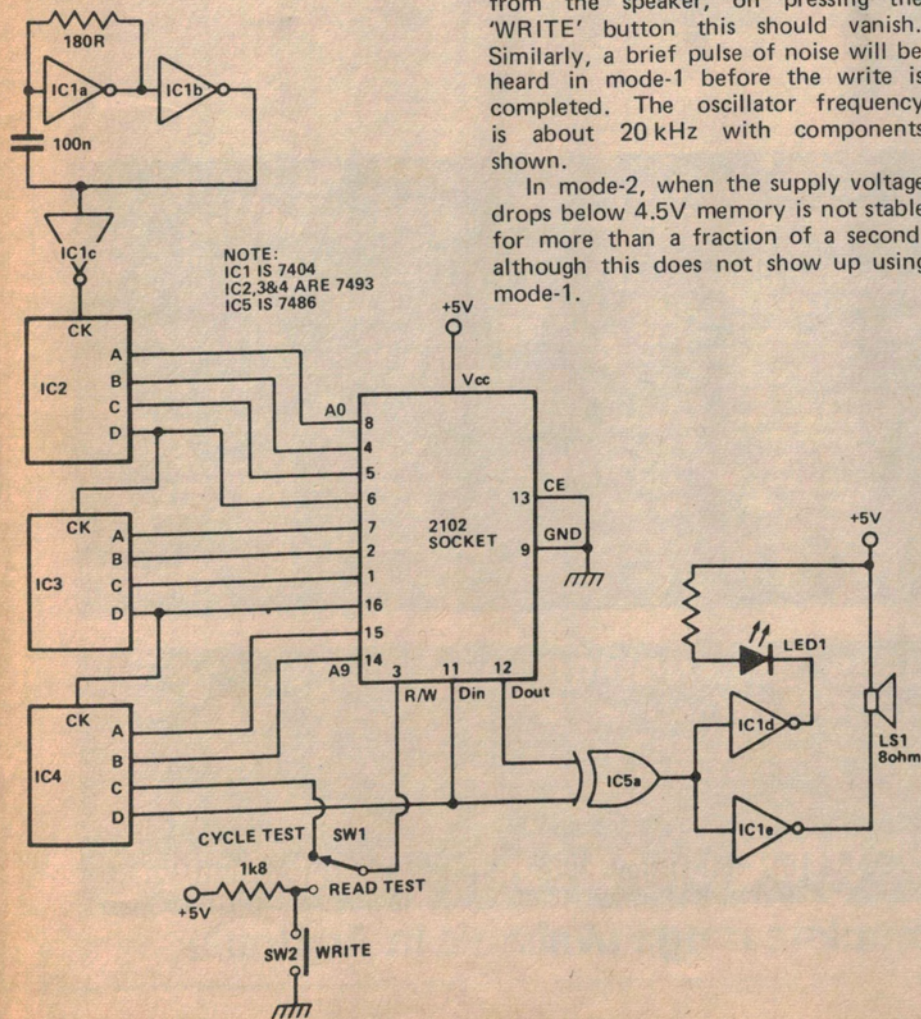 from the speaker, on pressing the
'WRITE' button this should vanish.
Similarly, a brief pulse of noise will be
heard in mode-1 before the write is
completed. The oscillator frequency
is about 20 kHz with components
shown.
In mode-2, when the supply voltage
drops below 4.5V memory is not stable
for more than a fraction of a second
although this does not show up using
mode-1.
180R
IC1a
IC1b
100n
IC1c
NOTE:
IC1 IS 7404
IC2,3&4 ARE 7493
IC5 IS 7486
CK
IC2
A
B
C
D
CK
IC3
A
B
C
D
CK
IC4
A
B
C
D
+5V
Vcc
A0
8
4
5
6
7
2
1
16
15
A9
14
2102
SOCKET
13
CE
9
GND
3
R/W
11
Din
12
Dout
IC5a
+5V
LED1
IC1d
IC1e
LS1
8ohm
CYCLE TEST
SW1
READ TEST
1k8
+5V
SW2
WRITE